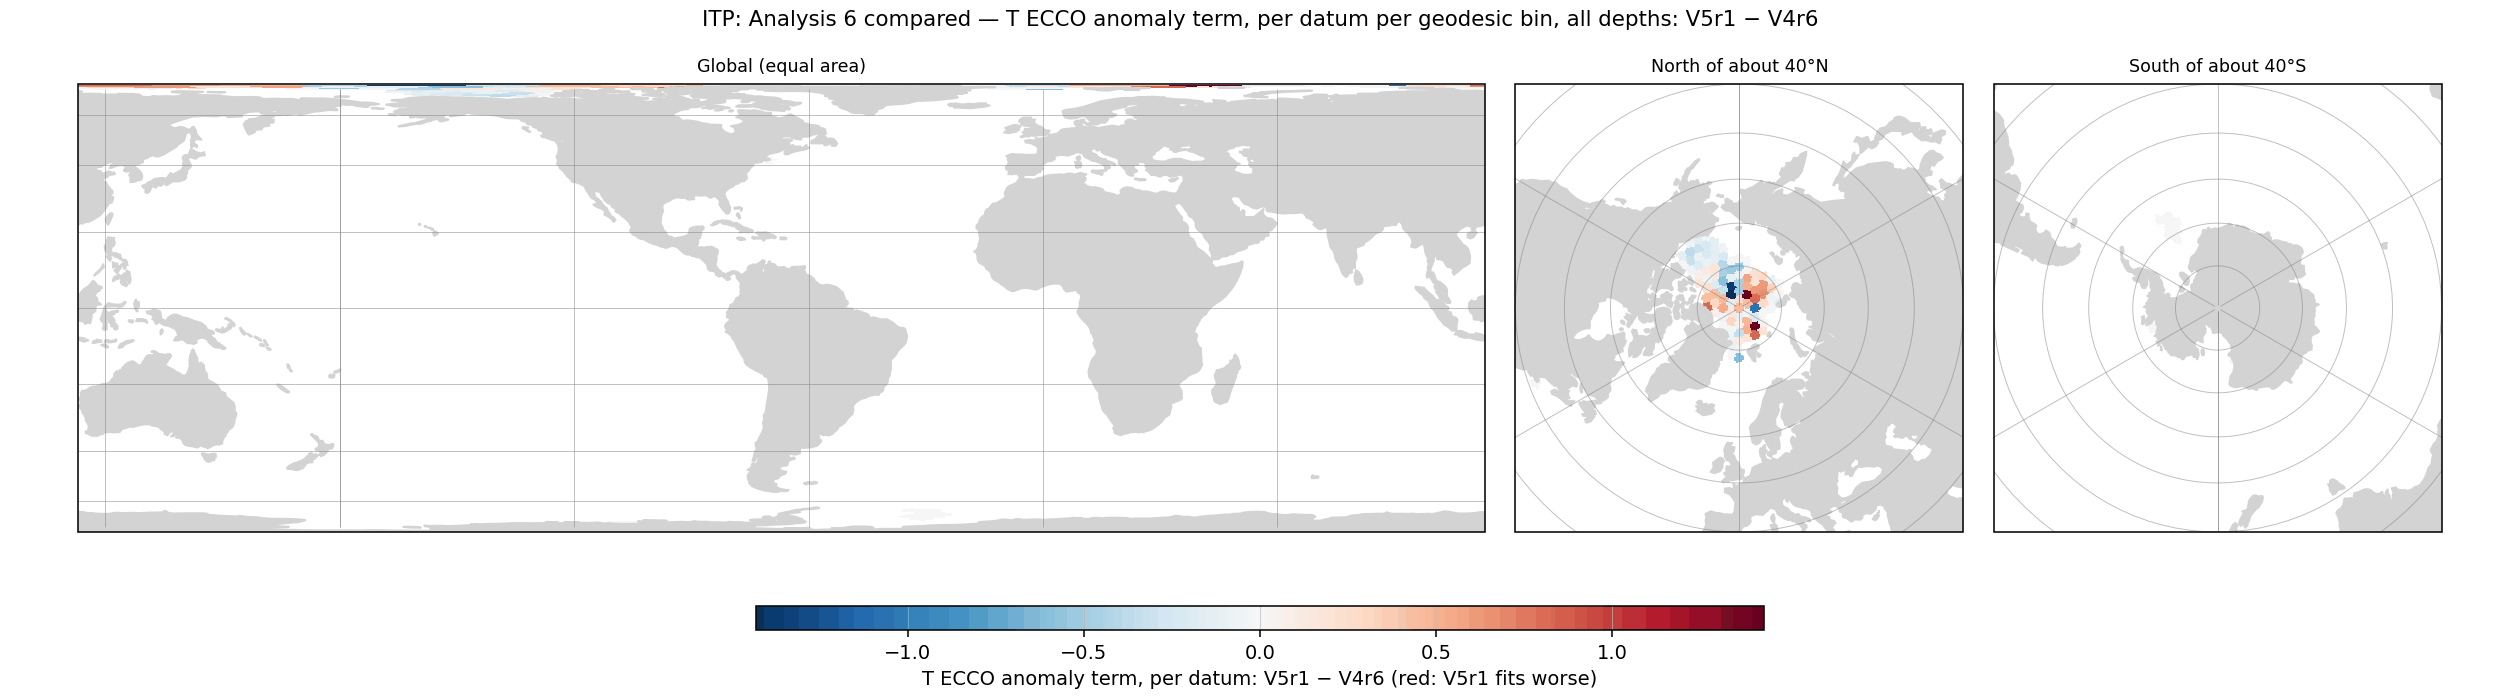 ITP: Analysis 6 compared — T ECCO anomaly term, per datum per geodesic bin, all depths: V5r1 − V4r6
Global (equal area)
North of about 40°N
South of about 40°S
−1.0
−0.5
0.0
0.5
1.0
T ECCO anomaly term, per datum: V5r1 − V4r6 (red: V5r1 fits worse)